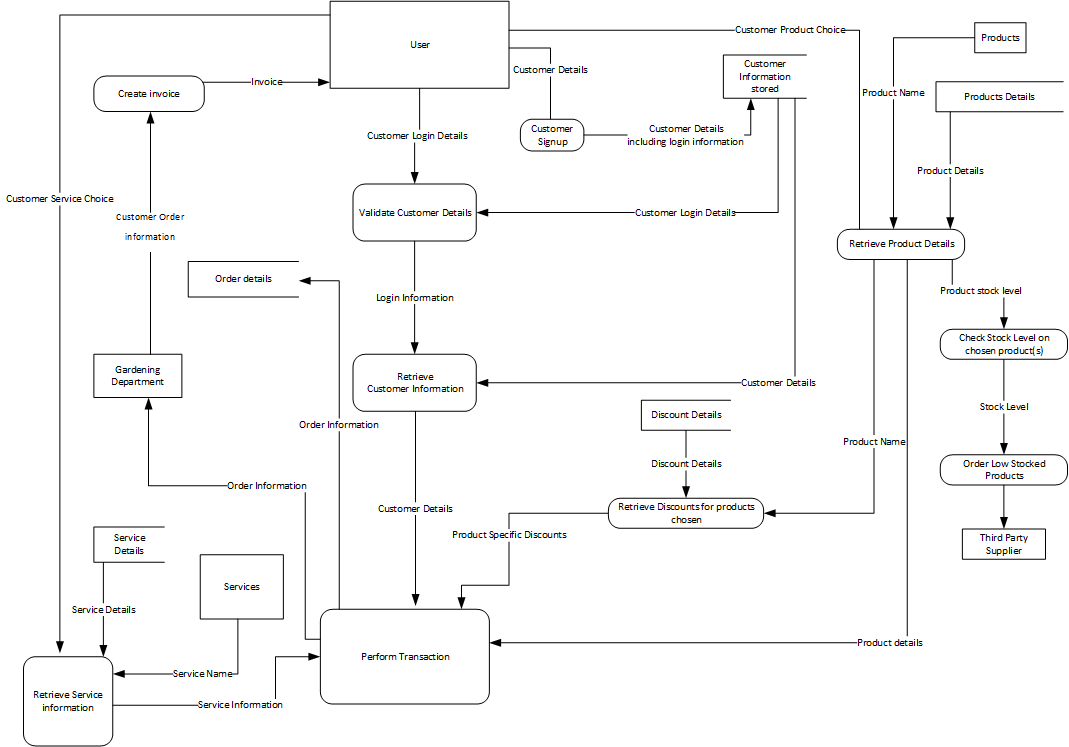 User
Customer Product Choice
Products
Customer Details
Customer
Information
stored
Invoice
Create invoice
Product Name
Products Details
Customer
Signup
Customer Details
including login information
Customer Login Details
Product Details
Customer Service Choice
Validate Customer Details
Customer Login Details
Customer Order
information
Retrieve Product Details
Order details
Login Information
Product stock level
Check Stock Level on
chosen product(s)
Gardening
Department
Retrieve
Customer Information
Customer Details
Stock Level
Discount Details
Order Information
Product Name
Discount Details
Order Low Stocked
Products
Order Information
Customer Details
Retrieve Discounts for products
chosen
Product Specific Discounts
Service
Details
Third Party
Supplier
Services
Service Details
Perform Transaction
Product details
Service Name
Retrieve Service
information
Service Information